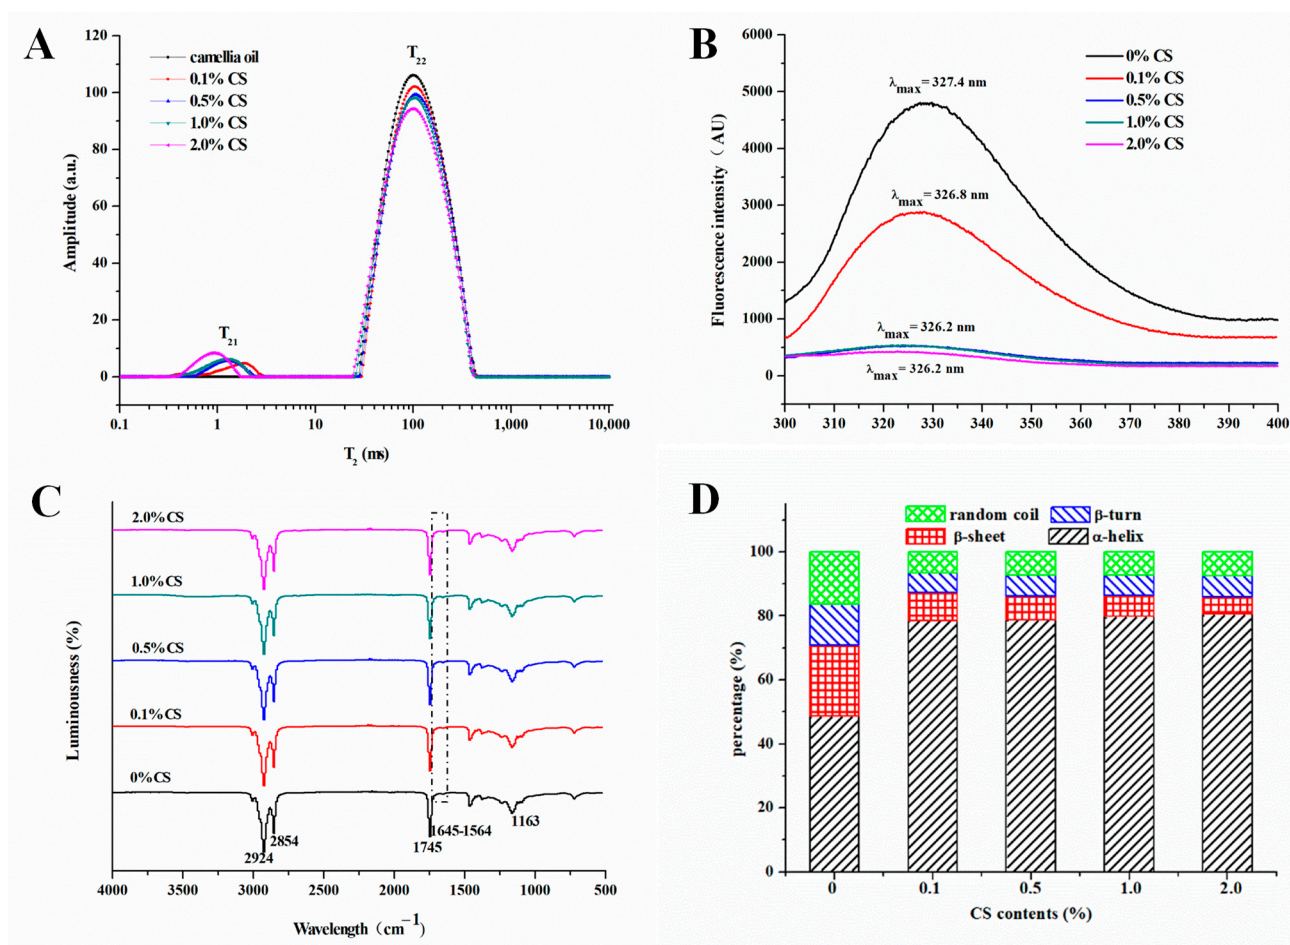 A
120
100
80
60
40
20
0
Amplitude (a.u.)
camellia oil
0.1% CS
0.5% CS
1.0% CS
2.0% CS
T22
T21
0.1
1
10
100
1,000
10,000
T2 (ms)
B
6000
5000
4000
3000
2000
1000
0
Fluorescence intensity（AU)
0% CS
0.1% CS
0.5% CS
1.0% CS
2.0% CS
λmax = 327.4 nm
λmax = 326.8 nm
λmax = 326.2 nm
λmax = 326.2 nm
300
310
320
330
340
350
360
370
380
390
400
C
Luminousness (%)
2.0% CS
1.0% CS
0.5% CS
0.1% CS
0% CS
2924
2854
1745
1645-1564
1163
4000
3500
3000
2500
2000
1500
1000
500
Wavelength（cm−1)
D
random coil
β-turn
β-sheet
α-helix
100
80
60
40
20
0
percentage (%)
0
0.1
0.5
1.0
2.0
CS contents (%)